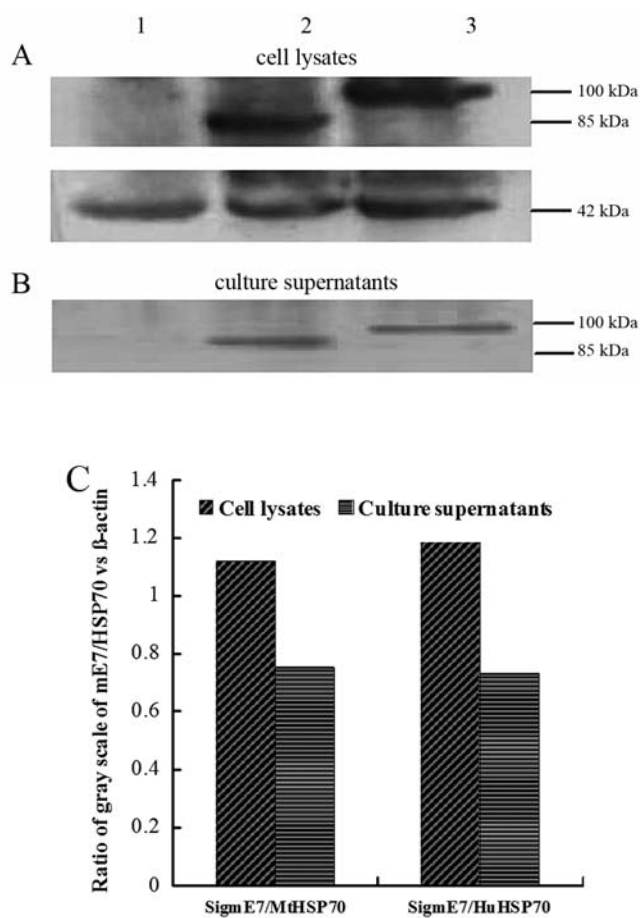 1 2 3
A
cell lysates
100 kDa
85 kDa
42 kDa
B
culture supernatants
100 kDa
85 kDa
C
Ratio of gray scale of mE7/HSP70 vs ß-actin
1.4
1.2
1
0.8
0.6
0.4
0.2
0
Cell lysates Culture supernatants
SigmE7/MtHSP70 SigmE7/HuHSP70